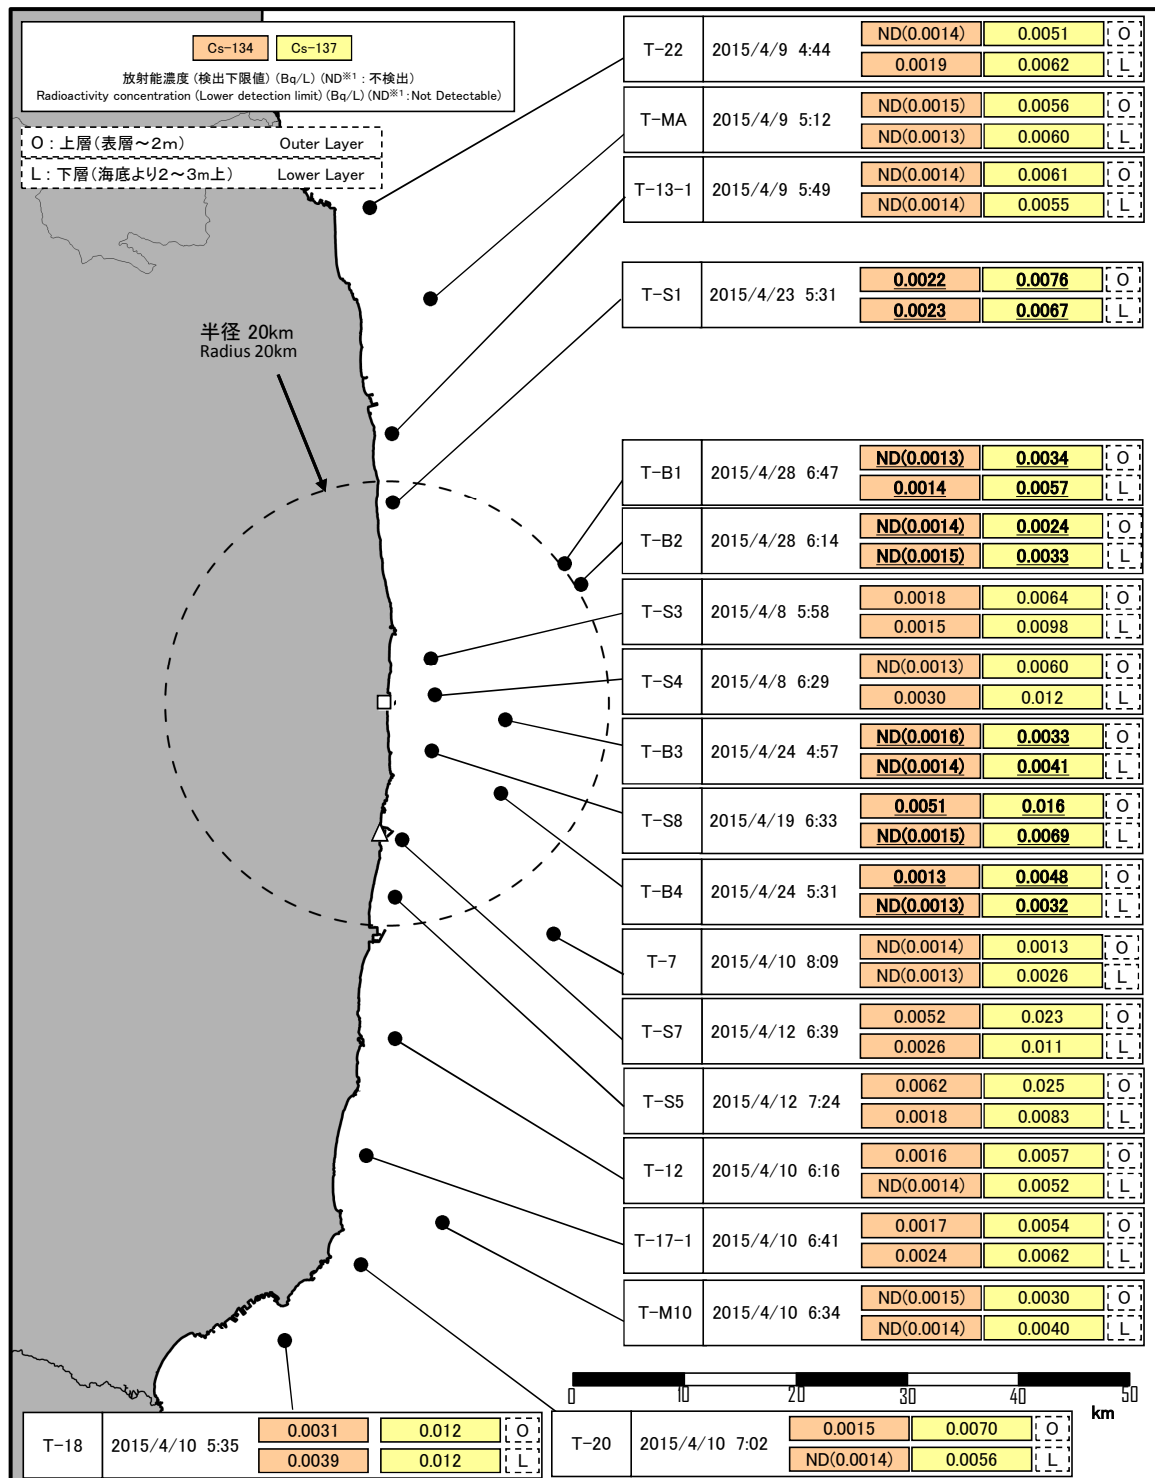 Cs-134 Cs-137
放射能濃度 (検出下限値) (Bq/L) (ND※1 : 不検出)
Radioactivity concentration (Lower detection limit) (Bq/L) (ND※1 : Not Detectable)
O : 上層(表層～2m) Outer Layer
L : 下層(海底より2～3m上) Lower Layer
半径 20km
Radius 20km
T-22 2015/4/9 4:44
ND(0.0014) 0.0051 O
0.0019 0.0062 L
T-MA 2015/4/9 5:12
ND(0.0015) 0.0056 O
ND(0.0013) 0.0060 L
T-13-1 2015/4/9 5:49
ND(0.0014) 0.0061 O
ND(0.0014) 0.0055 L
T-S1 2015/4/23 5:31
0.0022 0.0076 O
0.0023 0.0067 L
T-B1 2015/4/28 6:47
ND(0.0013) 0.0034 O
0.0014 0.0057 L
T-B2 2015/4/28 6:14
ND(0.0014) 0.0024 O
ND(0.0015) 0.0033 L
T-S3 2015/4/8 5:58
0.0018 0.0064 O
0.0015 0.0098 L
T-S4 2015/4/8 6:29
ND(0.0013) 0.0060 O
0.0030 0.012 L
T-B3 2015/4/24 4:57
ND(0.0016) 0.0033 O
ND(0.0014) 0.0041 L
T-S8 2015/4/19 6:33
0.0051 0.016 O
ND(0.0015) 0.0069 L
T-B4 2015/4/24 5:31
0.0013 0.0048 O
ND(0.0013) 0.0032 L
T-7 2015/4/10 8:09
ND(0.0014) 0.0013 O
ND(0.0013) 0.0026 L
T-S7 2015/4/12 6:39
0.0052 0.023 O
0.0026 0.011 L
T-S5 2015/4/12 7:24
0.0062 0.025 O
0.0018 0.0083 L
T-12 2015/4/10 6:16
0.0016 0.0057 O
ND(0.0014) 0.0052 L
T-17-1 2015/4/10 6:41
0.0017 0.0054 O
0.0024 0.0062 L
T-M10 2015/4/10 6:34
ND(0.0015) 0.0030 O
ND(0.0014) 0.0040 L
0 10 20 30 40 50
km
T-18 2015/4/10 5:35
0.0031 0.012 O
0.0039 0.012 L
T-20 2015/4/10 7:02
0.0015 0.0070 O
ND(0.0014) 0.0056 L